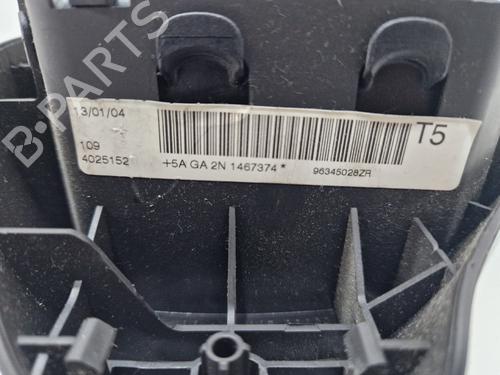 B-PARTS
13/01/04
T5
109
4025152
+5A GA 2N 1467374 *
96345028ZR